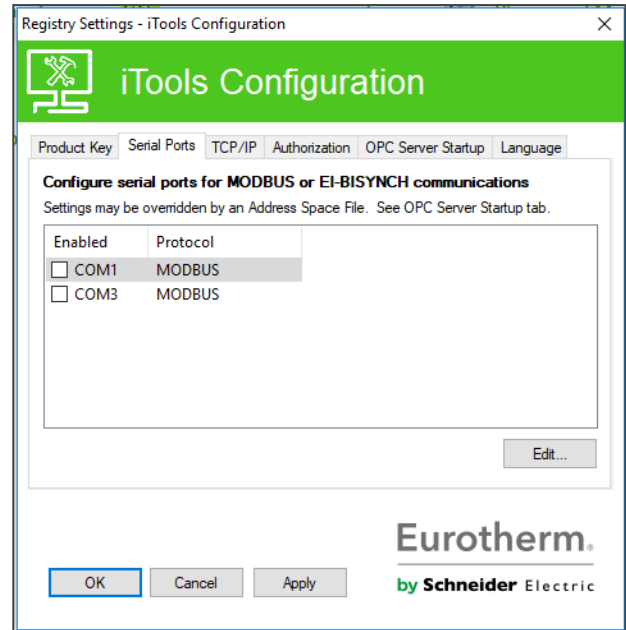 Registry Settings - iTools Configuration
iTools Configuration
Product Key Serial Ports TCP/IP Authorization OPC Server Startup Language
Configure serial ports for MODBUS or EI-BISYNCH communications
Settings may be overridden by an Address Space File. See OPC Server Startup tab.
Enabled Protocol
COM1 MODBUS
COM3 MODBUS
Edit...
Eurotherm®
by Schneider Electric
OK Cancel Apply